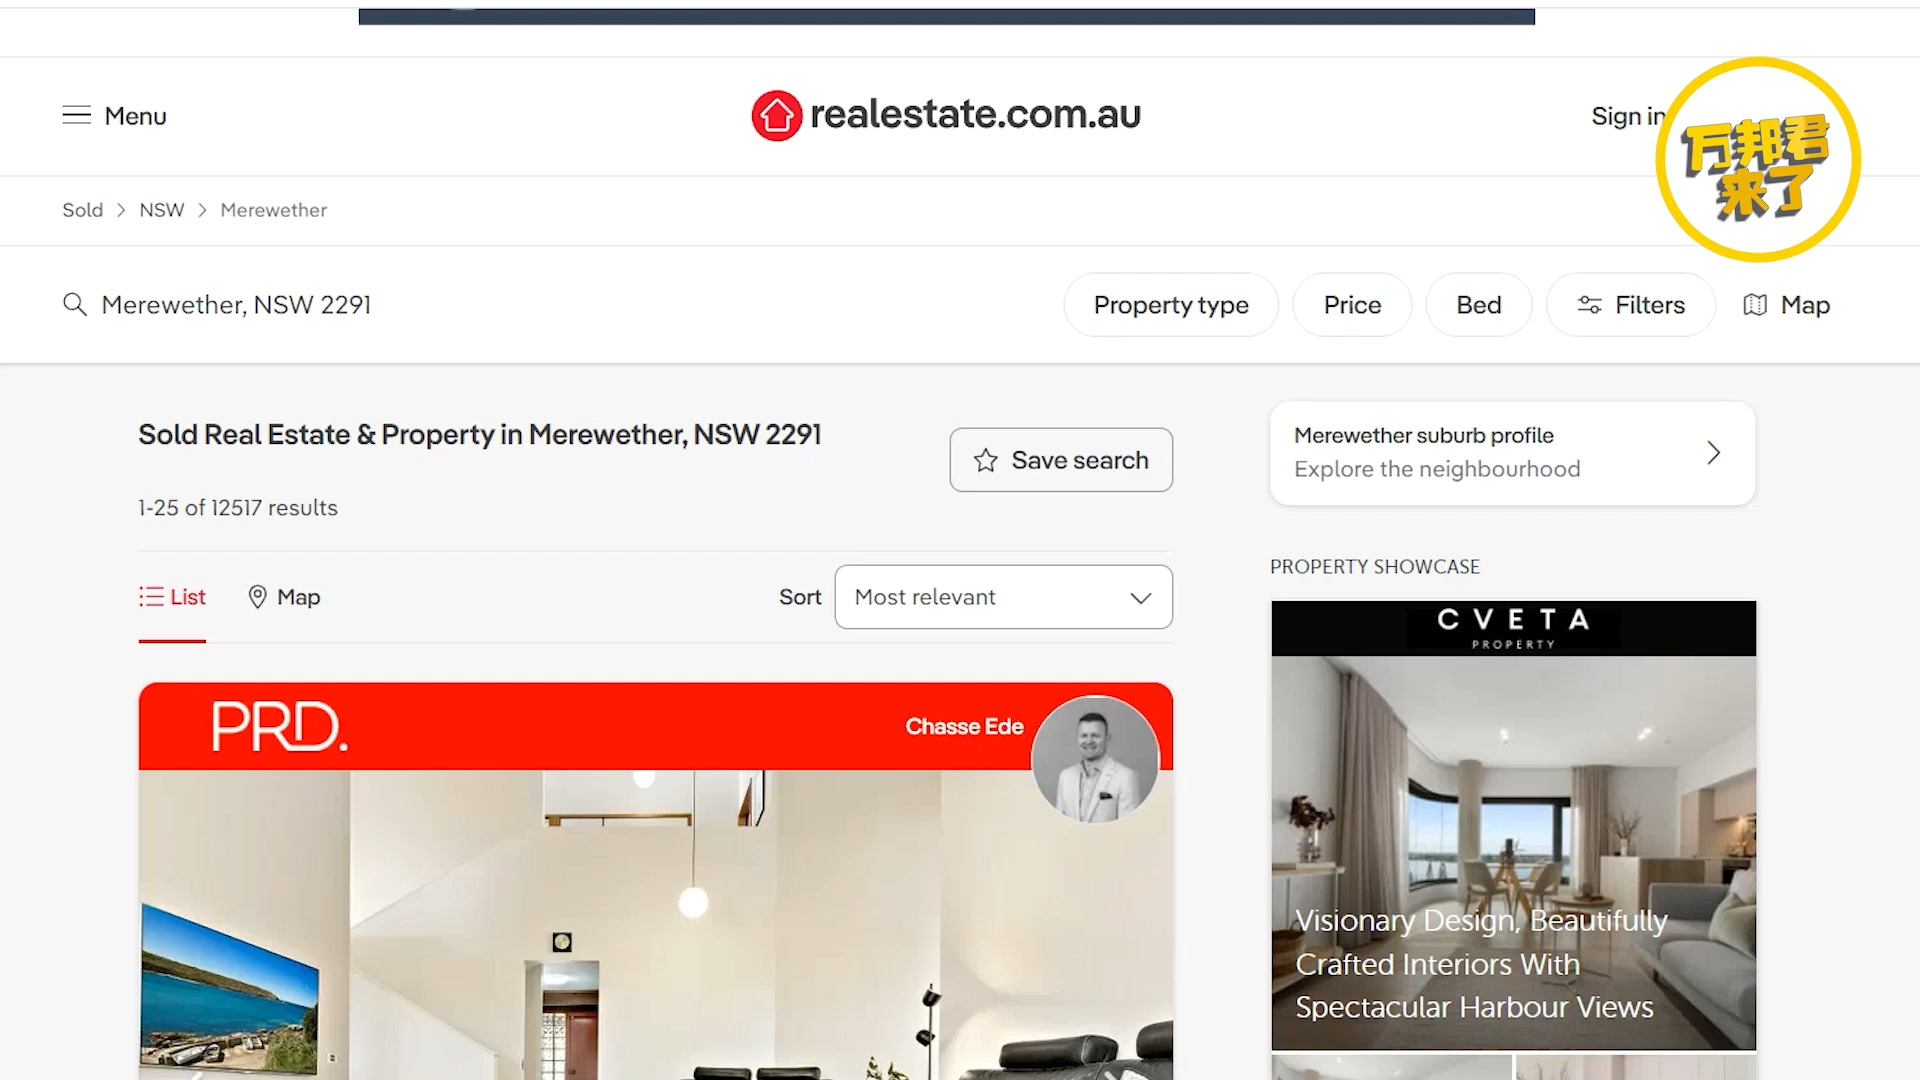 Menu
realestate.com.au
Sign in
万邦君
来了
Sold
NSW
Merewether
Merewether, NSW 2291
Property type
Price
Bed
Filters
Map
Sold Real Estate & Property in Merewether, NSW 2291
1-25 of 12517 results
Save search
List
Map
Sort
Most relevant
PRD.
Chasse Ede
Merewether suburb profile
Explore the neighbourhood
PROPERTY SHOWCASE
CVETA
PROPERTY
Visionary Design, Beautifully
Crafted Interiors With
Spectacular Harbour Views